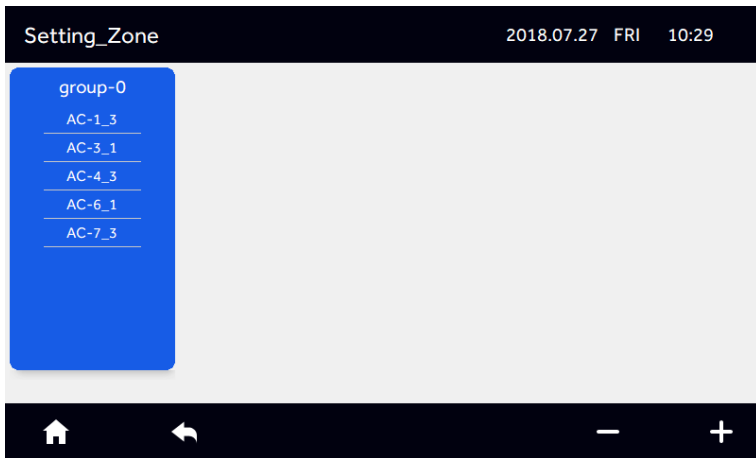 Setting_Zone 2018.07.27 FRI 10:29
group-0
AC-1_3
AC-3_1
AC-4_3
AC-6_1
AC-7_3